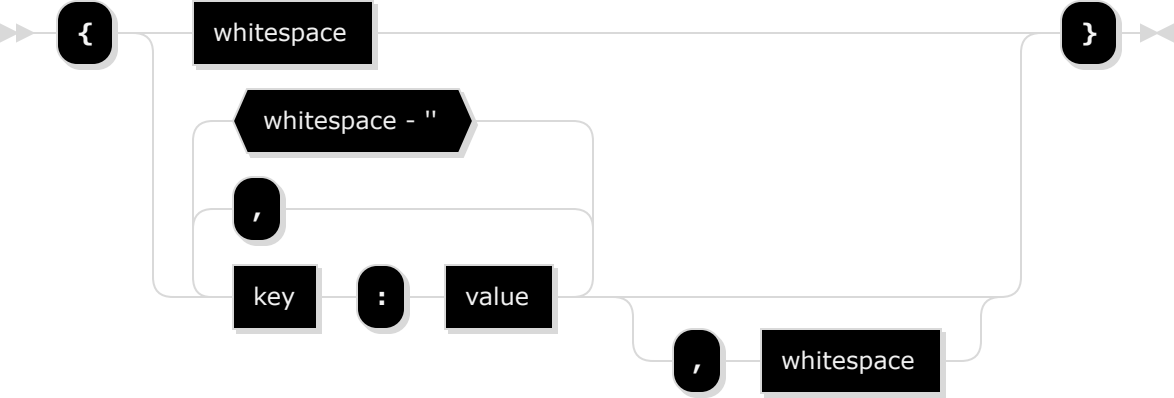 { whitespace }
whitespace - ''
,
key : value
, whitespace